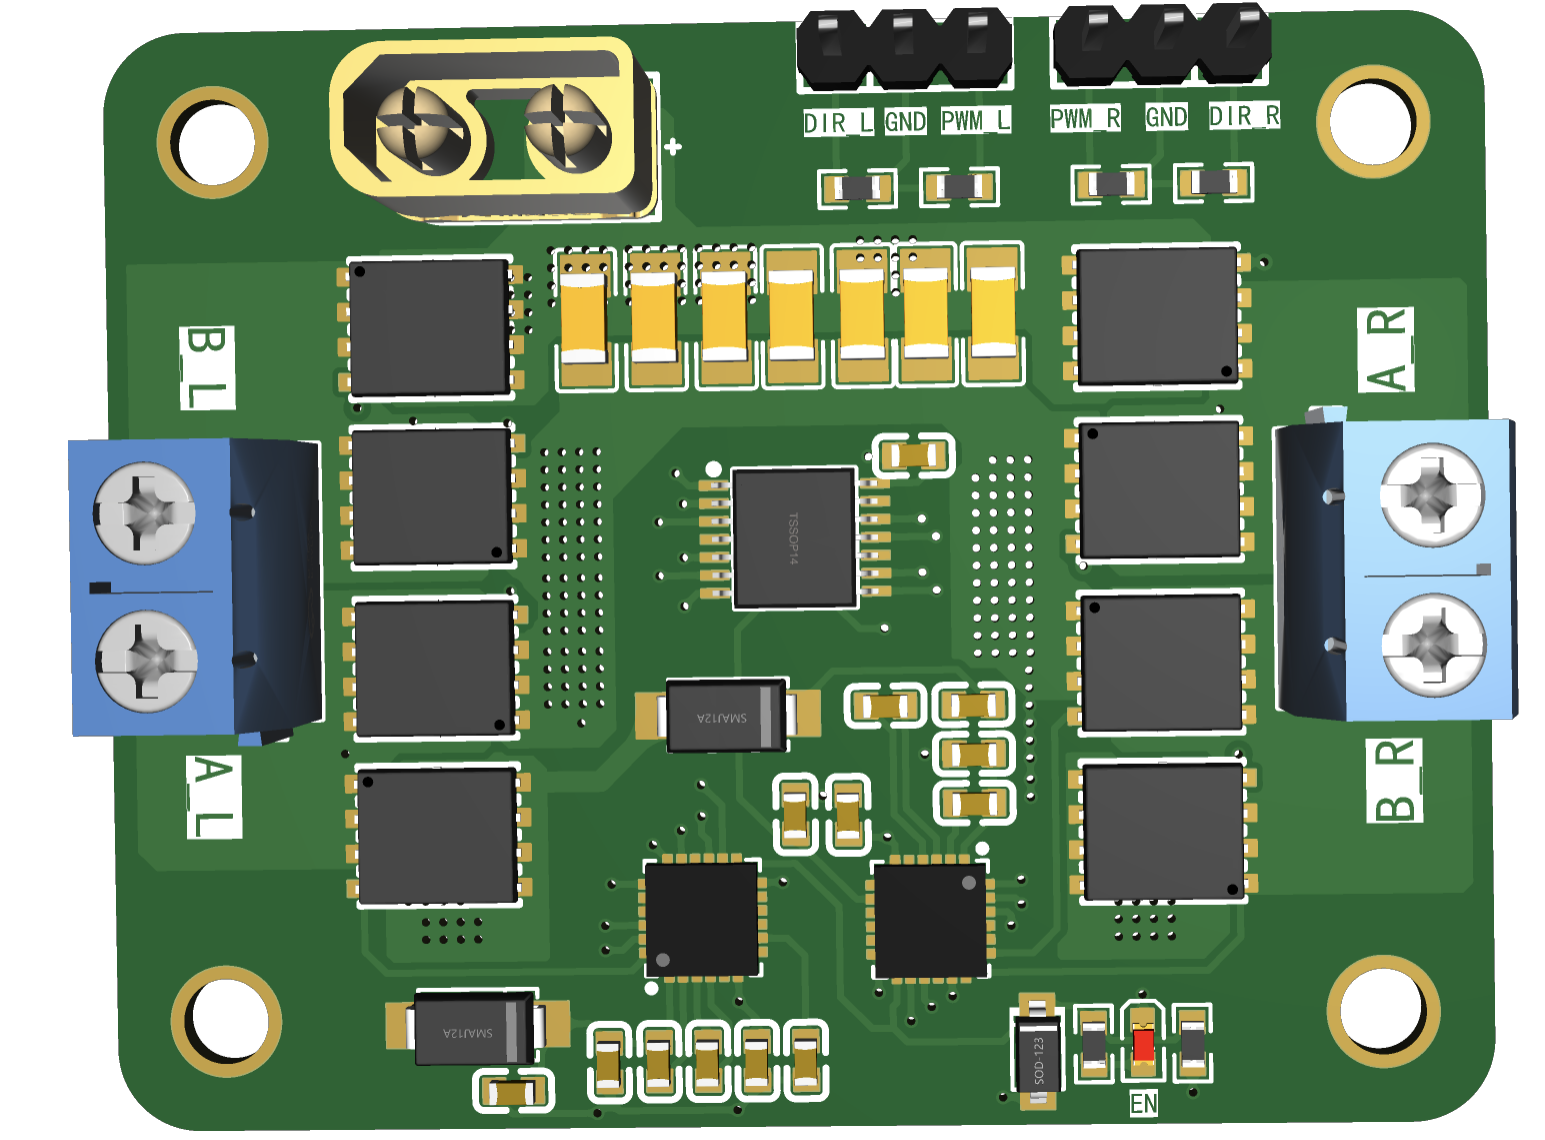 DIR_L GND PWM_L PWM_R GND DIR_R
+
B_L
A_R
TSSOP14
SMAJ12A
A_L
B_R
SMAJ12A
SOD-123
EN